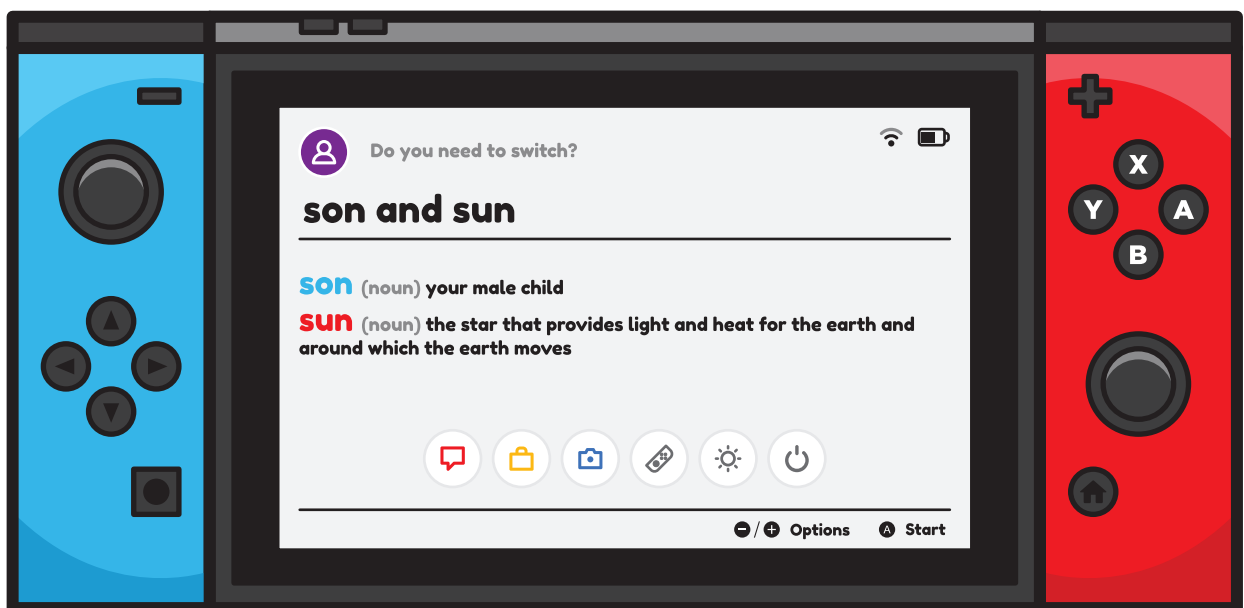 Do you need to switch?
son and sun
son (noun) your male child
sun (noun) the star that provides light and heat for the earth and
around which the earth moves
X
Y A
B
-/+ Options A Start